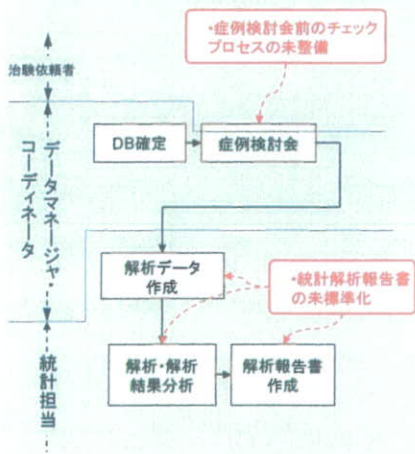 ・症例検討会前のチェック
プロセスの未整備
治験依頼者
DB確定
症例検討会
データマネージャ・
コーディネータ
解析データ
作成
・統計解析報告書
の未標準化
解析・解析
結果分析
解析報告書
作成
統計担当